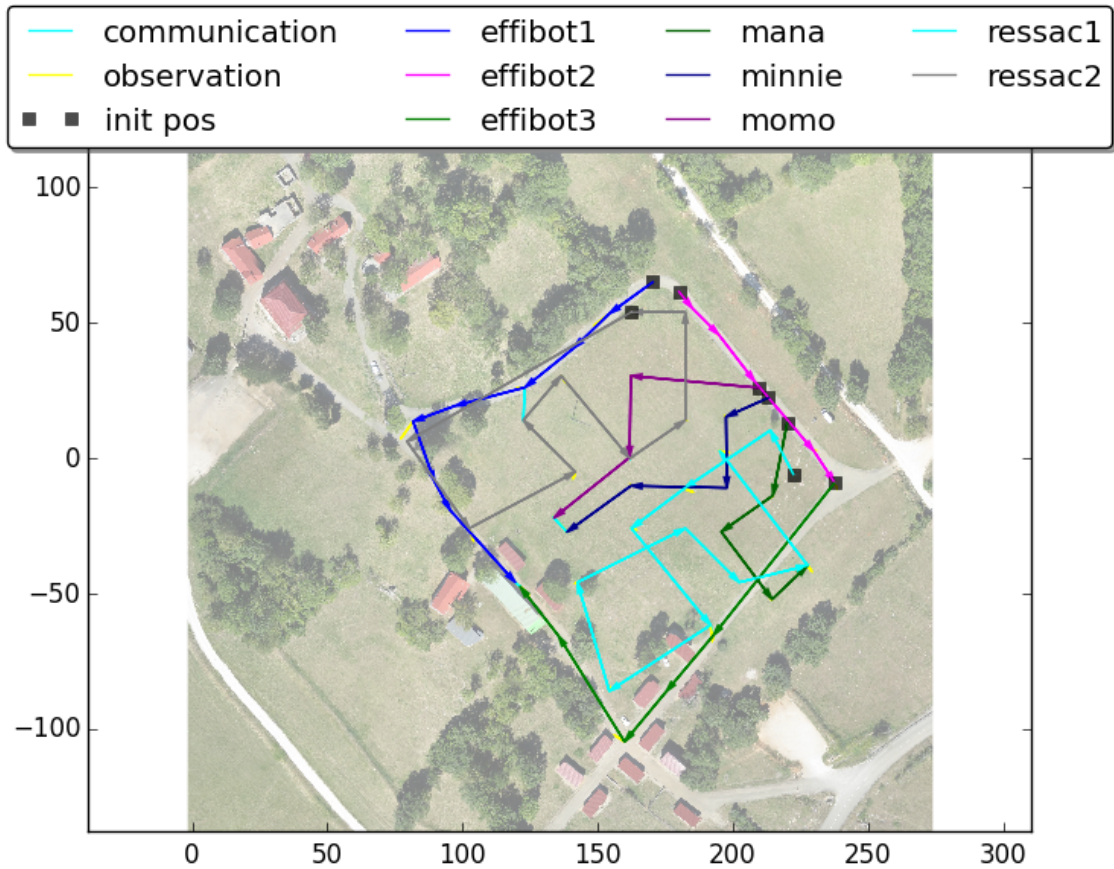 communication effibot1 mana ressac1
observation effibot2 minnie ressac2
init pos effibot3 momo
100
50
0
−50
−100
0 50 100 150 200 250 300